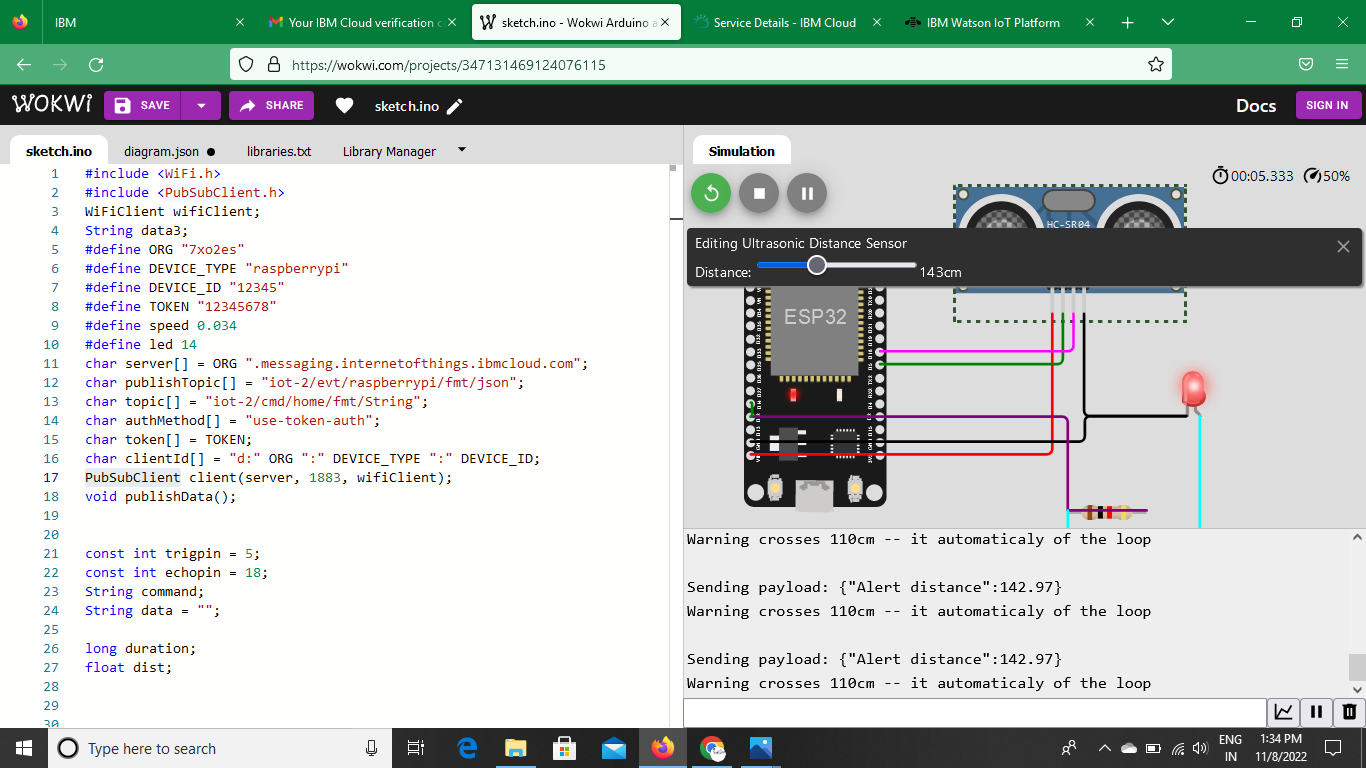 IBM
Your IBM Cloud verification c
sketch.ino - Wokwi Arduino a
Service Details - IBM Cloud
IBM Watson IoT Platform
https://wokwi.com/projects/347131469124076115
WOKWi
SAVE
SHARE
sketch.ino
Docs
SIGN IN
sketch.ino
diagram.json
libraries.txt
Library Manager
Simulation
1 #include <WiFi.h>
2 #include <PubSubClient.h>
3 WiFiClient wifiClient;
4 String data3;
5 #define ORG "7xo2es"
6 #define DEVICE_TYPE "raspberrypi"
7 #define DEVICE_ID "12345"
8 #define TOKEN "12345678"
9 #define speed 0.034
10 #define led 14
11 char server[] = ORG ".messaging.internetofthings.ibmcloud.com";
12 char publishTopic[] = "iot-2/evt/raspberrypi/fmt/json";
13 char topic[] = "iot-2/cmd/home/fmt/String";
14 char authMethod[] = "use-token-auth";
15 char token[] = TOKEN;
16 char clientId[] = "d:" ORG ":" DEVICE_TYPE ":" DEVICE_ID;
17 PubSubClient client(server, 1883, wifiClient);
18 void publishData();
19
20
21 const int trigpin = 5;
22 const int echopin = 18;
23 String command;
24 String data = "";
25
26 long duration;
27 float dist;
28
29
30
00:05.333
50%
HC-SR04
Editing Ultrasonic Distance Sensor
Distance:
143cm
ESP32
Warning crosses 110cm -- it automaticaly of the loop
Sending payload: {"Alert distance":142.97}
Warning crosses 110cm -- it automaticaly of the loop
Sending payload: {"Alert distance":142.97}
Warning crosses 110cm -- it automaticaly of the loop
Type here to search
ENG
IN
1:34 PM
11/8/2022